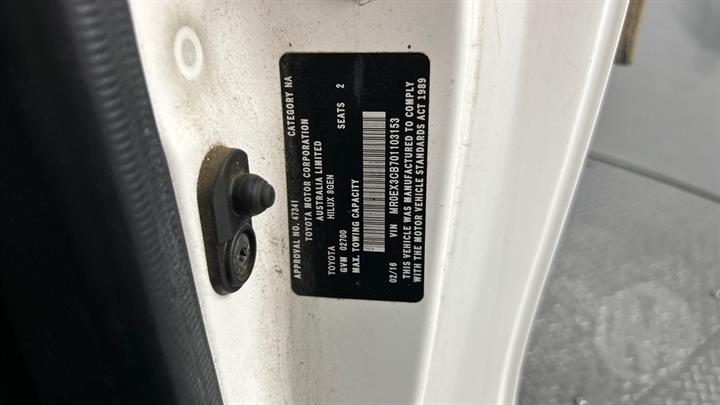 APPROVAL NO. 47341 CATEGORY NA
TOYOTA MOTOR CORPORATION
AUSTRALIA LIMITED
TOYOTA HILUX 8GEN
GVM 02700 SEATS 2
MAX. TOWING CAPACITY
02/16 VIN MR0EX3CB701103153
THIS VEHICLE WAS MANUFACTURED TO COMPLY
WITH THE MOTOR VEHICLE STANDARDS ACT 1989